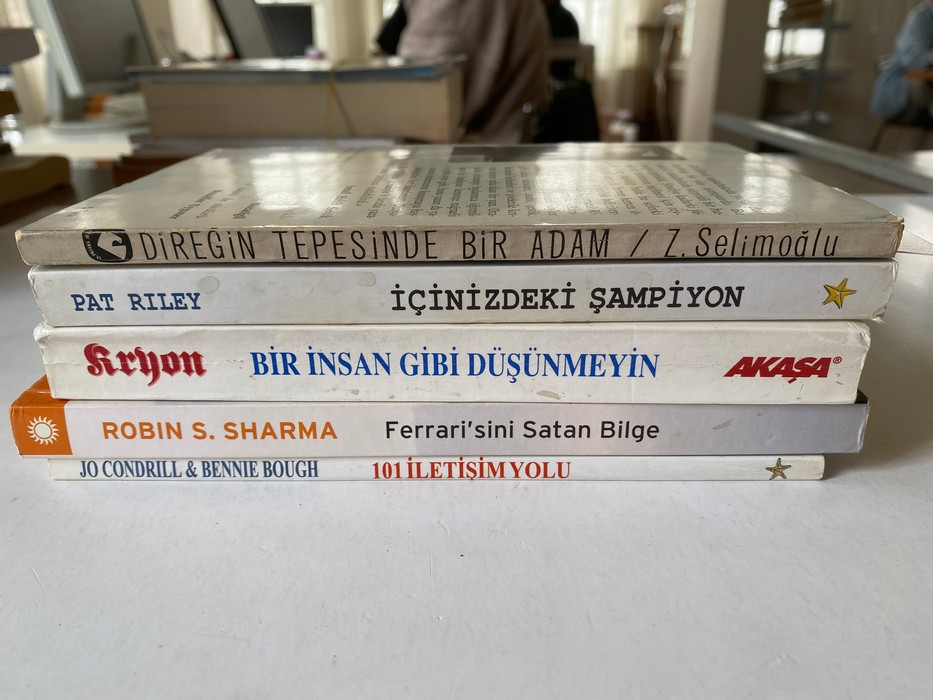 DİREĞİN TEPESİNDE BİR ADAM / Z. Selimoğlu
PAT RILEY İÇİNİZDEKİ ŞAMPİYON
Kryon BİR İNSAN GİBİ DÜŞÜNMEYİN AKAŞA®
ROBIN S. SHARMA Ferrari'sini Satan Bilge
JO CONDRILL & BENNIE BOUGH 101 İLETİŞİM YOLU